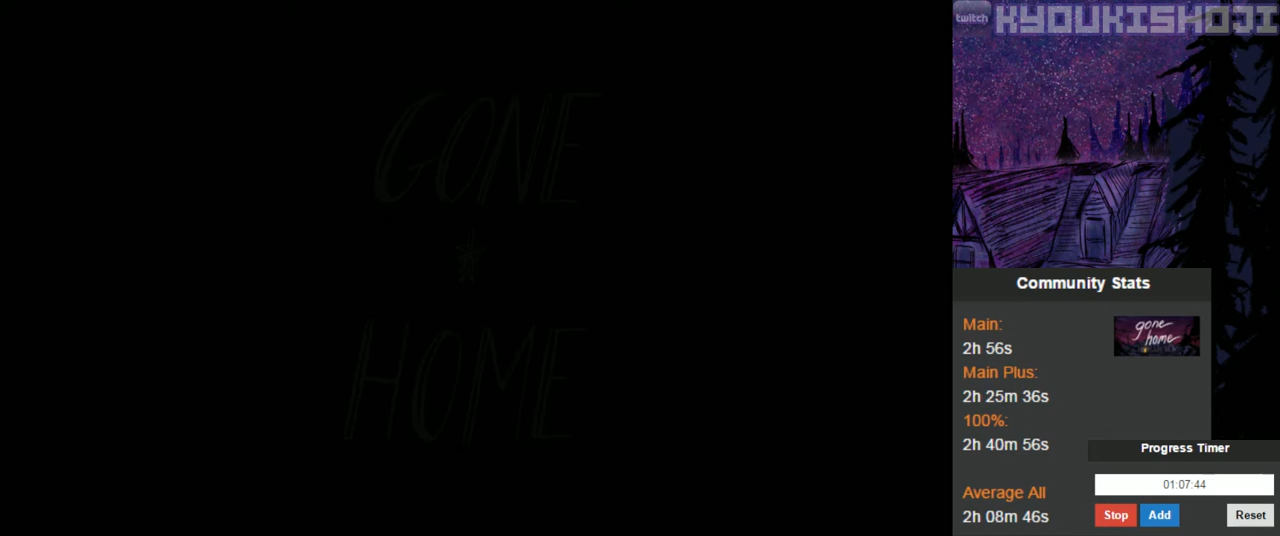 GONE
HOME
twitch
KYOUKISHOJI
Community Stats
Main:
2h 56s
gone
home
Main Plus:
2h 25m 36s
100%:
2h 40m 56s
Progress Timer
01:07:44
Average All
2h 08m 46s
Stop
Add
Reset